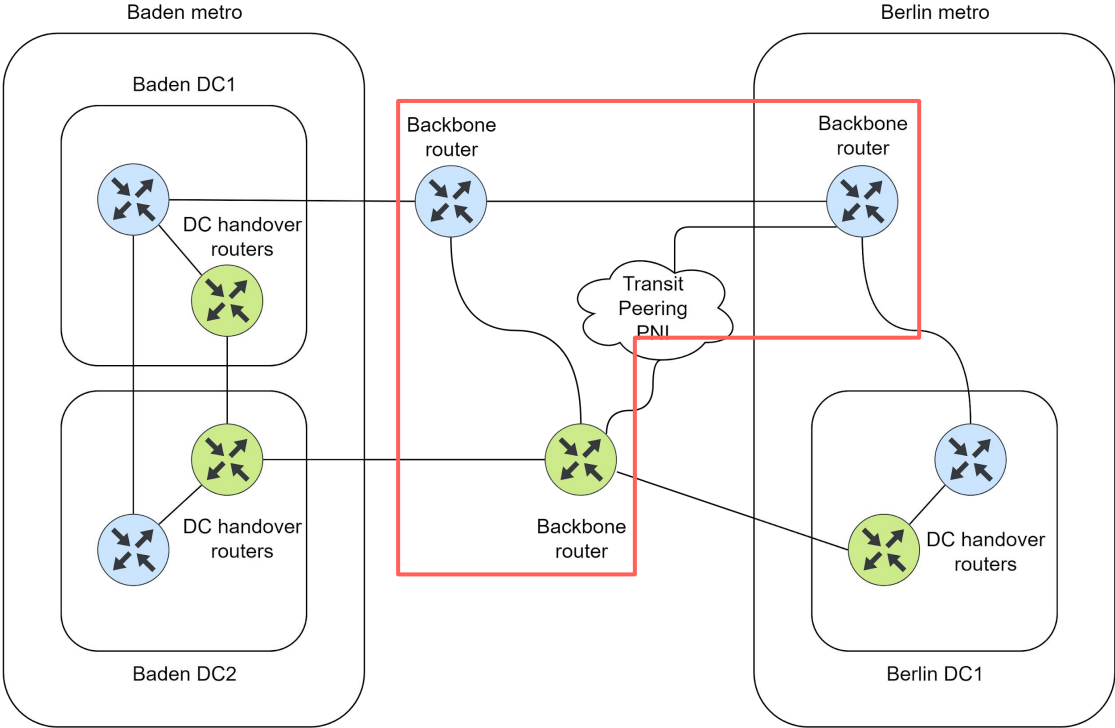 Baden metro
Berlin metro
Baden DC1
Backbone
router
Backbone
router
DC handover
routers
Transit
Peering
PNI
DC handover
routers
Backbone
router
DC handover
routers
Baden DC2
Berlin DC1